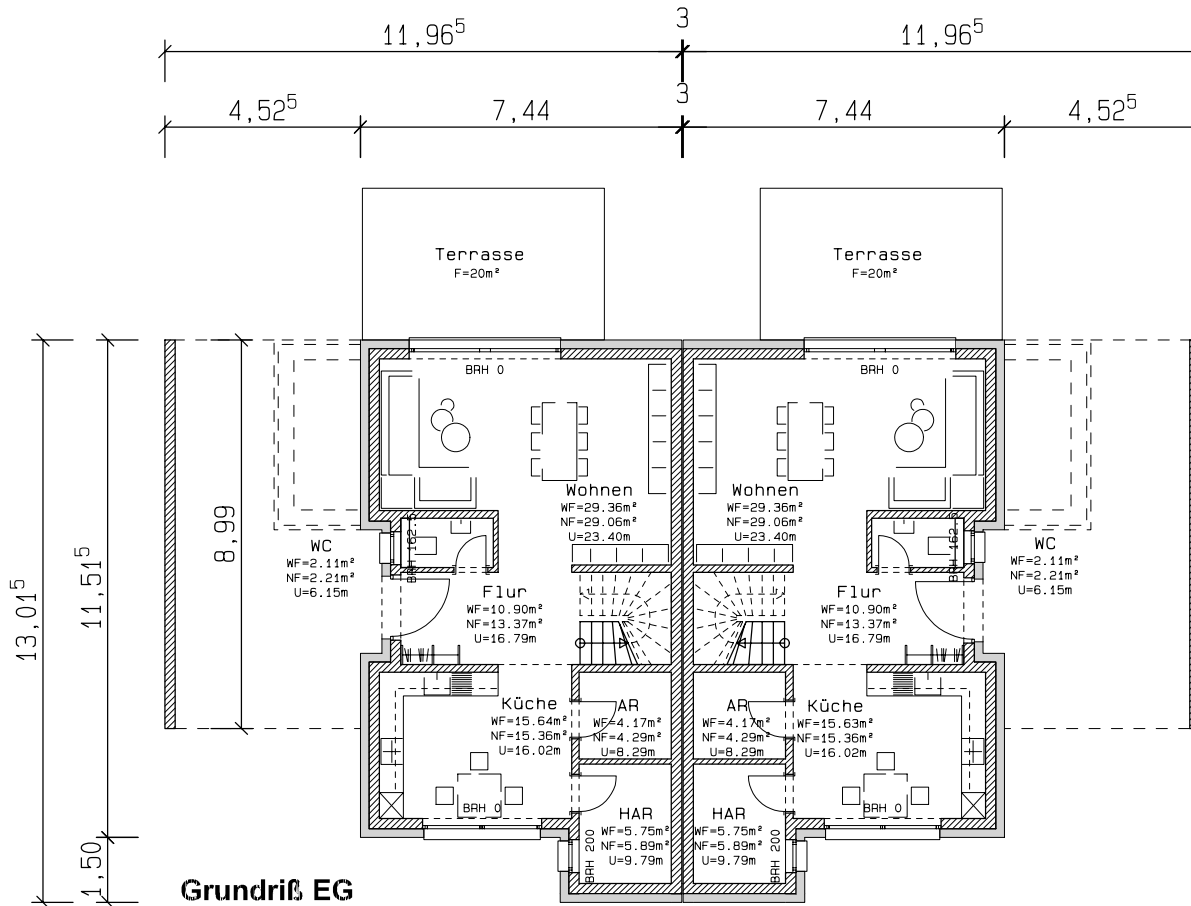 3
11,96⁵ 11,96⁵
3
4,52⁵ 7,44 7,44 4,52⁵
Terrasse
F=20m²
Terrasse
F=20m²
BRH 0
BRH 0
13,01⁵
11,51⁵
8,99
1,50
Wohnen
WF=29.36m²
NF=29.06m²
U=23.40m
Wohnen
WF=29.36m²
NF=29.06m²
U=23.40m
WC
WF=2.11m²
NF=2.21m²
U=6.15m
BRH 162.5
BRH 162.5
WC
WF=2.11m²
NF=2.21m²
U=6.15m
Flur
WF=10.90m²
NF=13.37m²
U=16.79m
Flur
WF=10.90m²
NF=13.37m²
U=16.79m
Küche
WF=15.64m²
NF=15.36m²
U=16.02m
AR
WF=4.17m²
NF=4.29m²
U=8.29m
AR
WF=4.17m²
NF=4.29m²
U=8.29m
Küche
WF=15.63m²
NF=15.36m²
U=16.02m
BRH 0
BRH 0
HAR
WF=5.75m²
NF=5.89m²
U=9.79m
BRH 200
HAR
WF=5.75m²
NF=5.89m²
U=9.79m
BRH 200
Grundriß EG